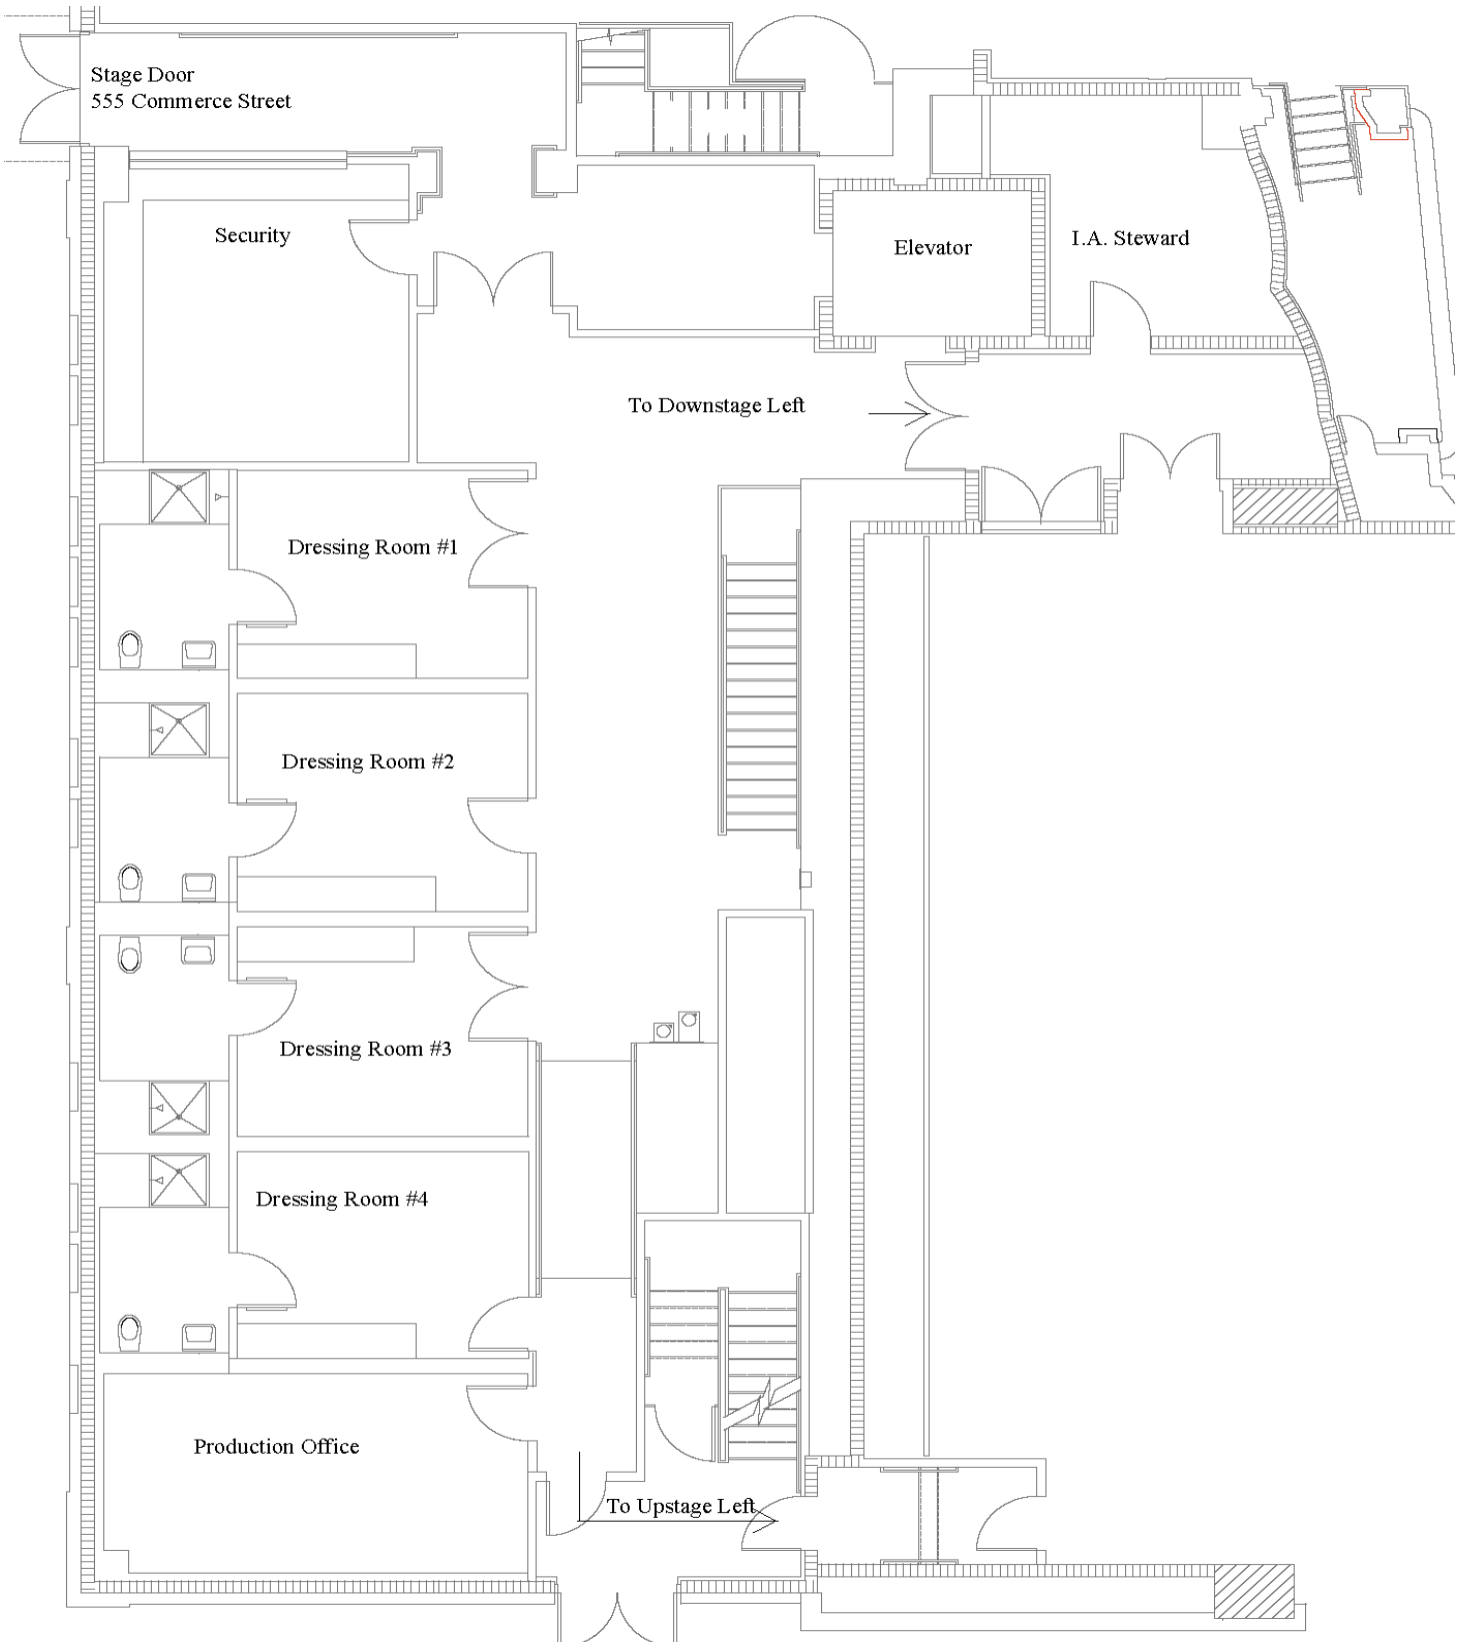 Stage Door
555 Commerce Street
Security
Elevator
I.A. Steward
To Downstage Left
Dressing Room #1
Dressing Room #2
Dressing Room #3
Dressing Room #4
Production Office
To Upstage Left